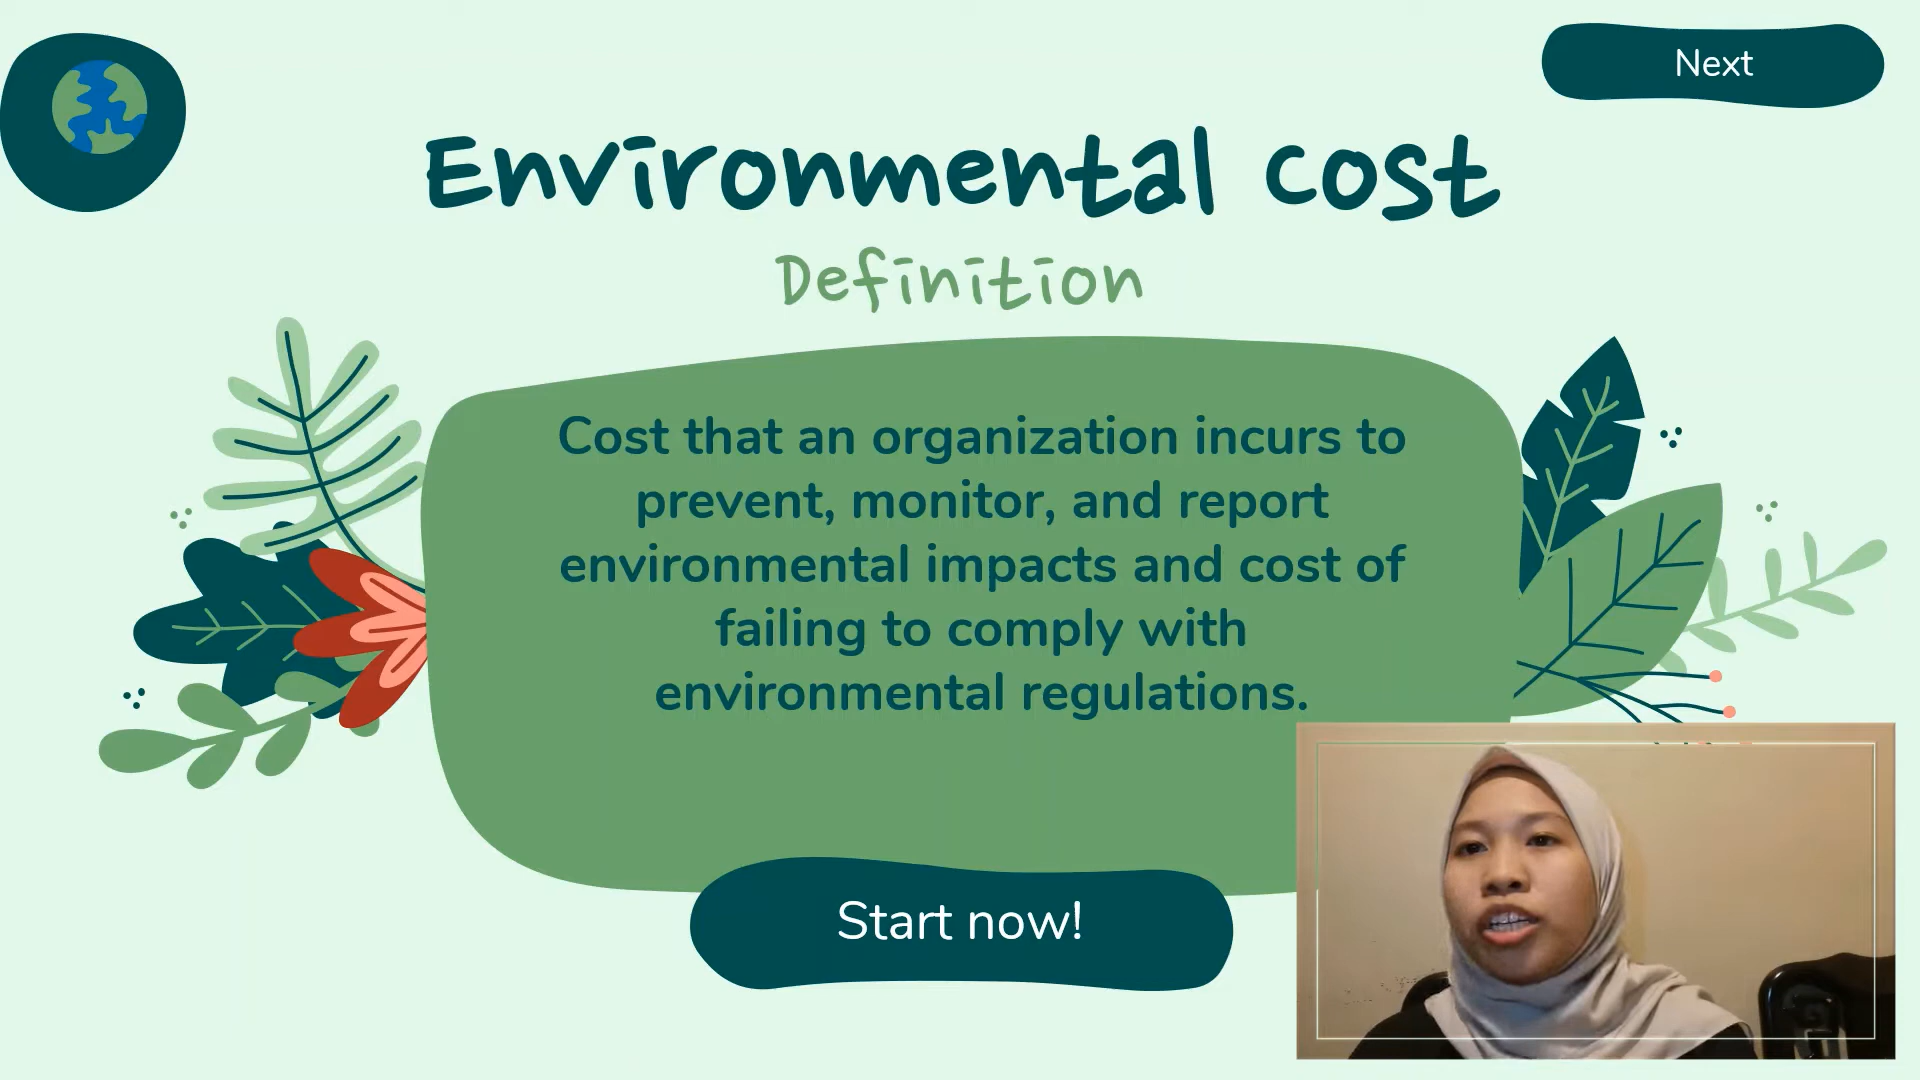 Next
Environmental cost
Definition
Cost that an organization incurs to
prevent, monitor, and report
environmental impacts and cost of
failing to comply with
environmental regulations.
Start now!